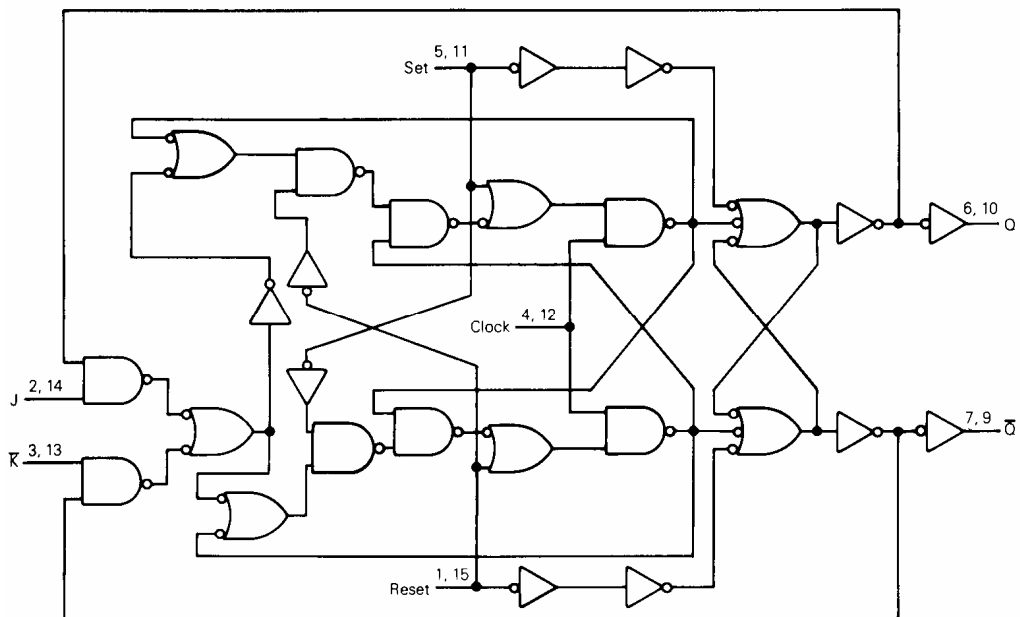 5, 11
Set
6, 10
Q
4, 12
Clock
2, 14
J
3, 13
K̅
7, 9
Q̅
1, 15
Reset